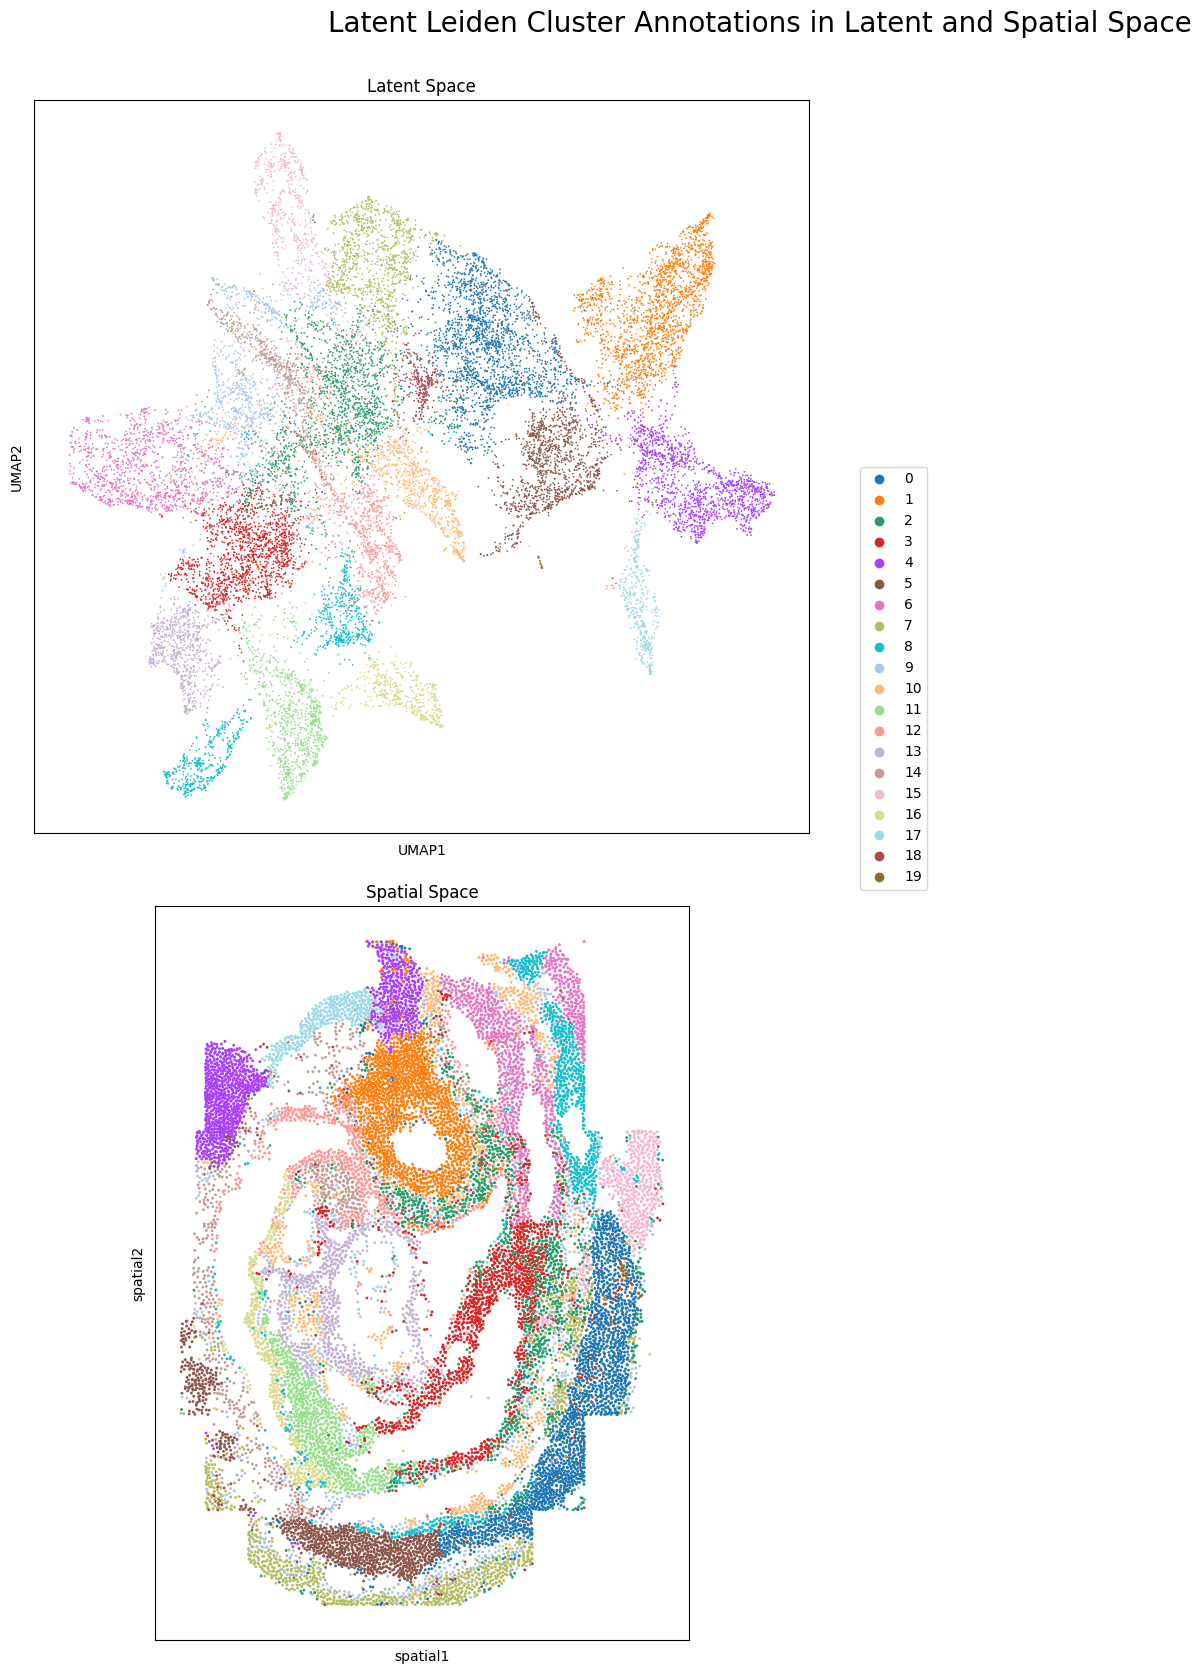 Latent Leiden Cluster Annotations in Latent and Spatial Space
Latent Space
UMAP2
UMAP1
0
1
2
3
4
5
6
7
8
9
10
11
12
13
14
15
16
17
18
19
Spatial Space
spatial2
spatial1